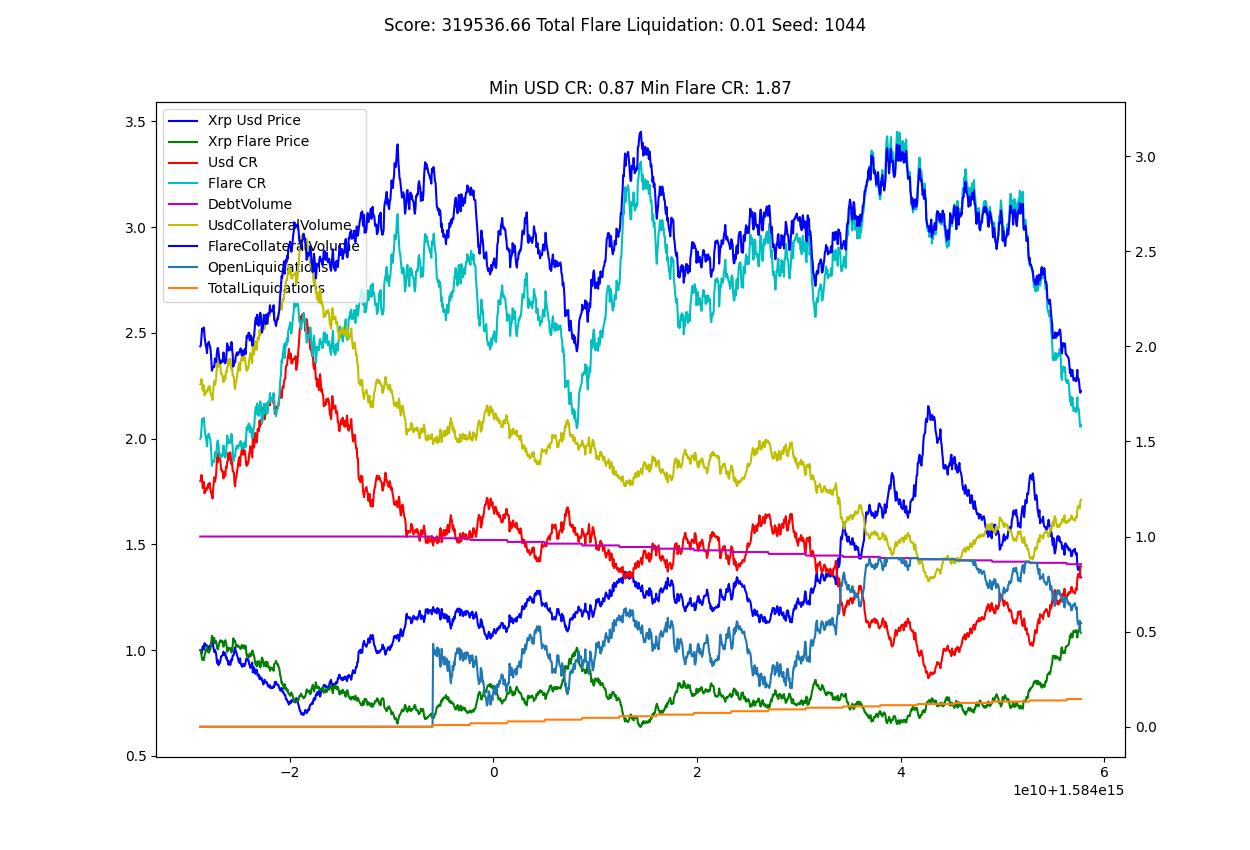 Score: 319536.66 Total Flare Liquidation: 0.01 Seed: 1044
Min USD CR: 0.87 Min Flare CR: 1.87
Xrp Usd Price
Xrp Flare Price
Usd CR
Flare CR
DebtVolume
UsdCollateralVolume
FlareCollateralVolume
OpenLiquidations
TotalLiquidations
3.5
3.0
2.5
2.0
1.5
1.0
0.5
3.0
2.5
2.0
1.5
1.0
0.5
0.0
−2
0
2
4
6
1e10+1.584e15